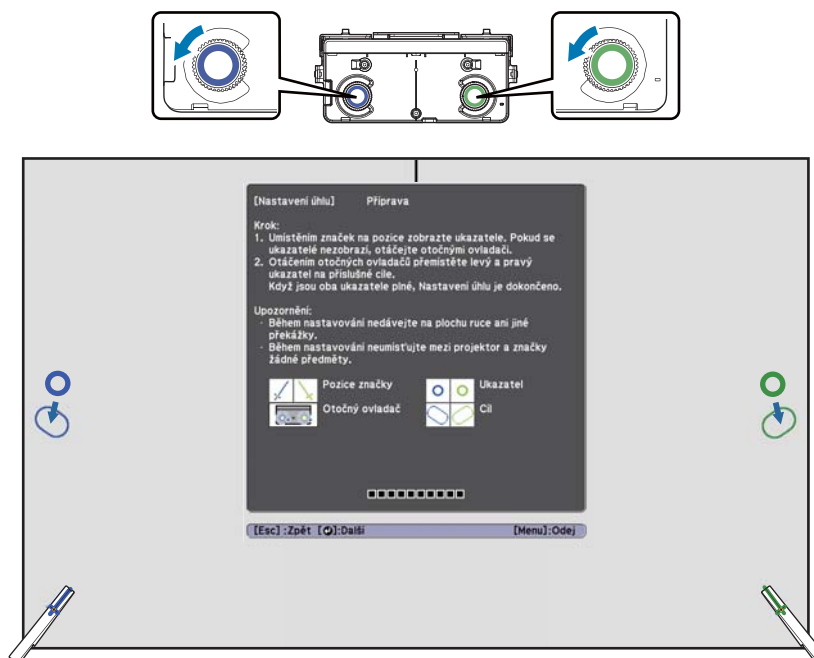 [Nastavení úhlu] Příprava
Krok:
1. Umístěním značek na pozice zobrazte ukazatele. Pokud se
ukazatelé nezobrazí, otáčejte otočnými ovladači.
2. Otáčením otočných ovladačů přemístěte levý a pravý
ukazatel na příslušné cíle.
Když jsou oba ukazatele plné, Nastavení úhlu je dokončeno.
Upozornění:
- Během nastavování nedávejte na plochu ruce ani jiné
překážky.
- Během nastavování neumisťujte mezi projektor a značky
žádné předměty.
Pozice značky Ukazatel
Otočný ovladač Cíl
[Esc] :Zpět [ ]:Další [Menu]:Odej